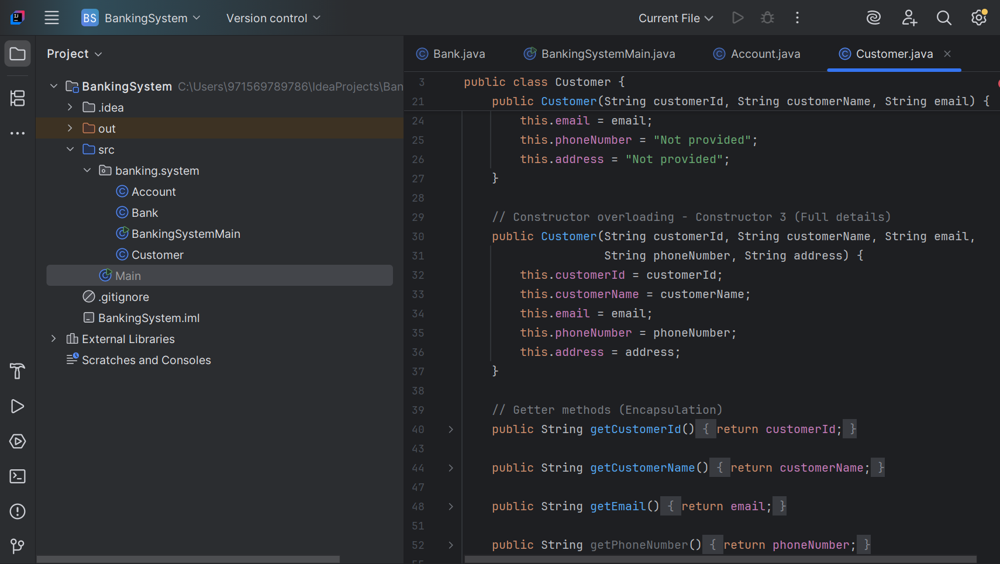 BS BankingSystem Version control Current File
Project
Bank.java BankingSystemMain.java Account.java Customer.java
BankingSystem C:\Users\971569789786\IdeaProjects\Ban
.idea
out
src
banking.system
Account
Bank
BankingSystemMain
Customer
Main
.gitignore
BankingSystem.iml
External Libraries
Scratches and Consoles
3 public class Customer {
21 public Customer(String customerId, String customerName, String email) {
24 this.email = email;
25 this.phoneNumber = "Not provided";
26 this.address = "Not provided";
27 }
28
29 // Constructor overloading - Constructor 3 (Full details)
30 public Customer(String customerId, String customerName, String email,
31 String phoneNumber, String address) {
32 this.customerId = customerId;
33 this.customerName = customerName;
34 this.email = email;
35 this.phoneNumber = phoneNumber;
36 this.address = address;
37 }
38
39 // Getter methods (Encapsulation)
40 public String getCustomerId() { return customerId; }
43
44 public String getCustomerName() { return customerName; }
47
48 public String getEmail() { return email; }
51
52 public String getPhoneNumber() { return phoneNumber; }
55